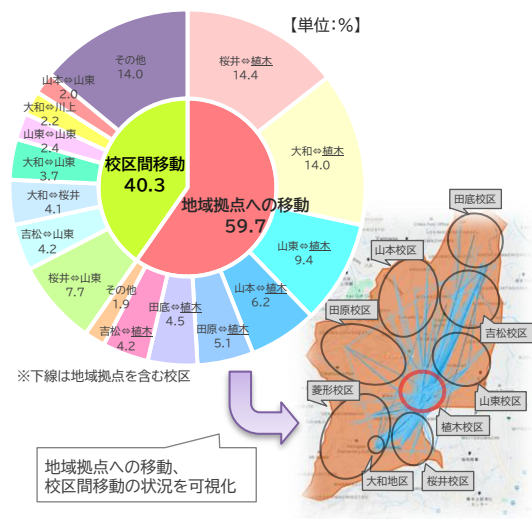 【単位:%】
桜井⇔植木
14.4
大和⇔植木
14.0
山東⇔植木
9.4
山本⇔植木
6.2
田原⇔植木
5.1
田底⇔植木
4.5
吉松⇔植木
4.2
その他
1.9
桜井⇔山東
7.7
吉松⇔山東
4.2
大和⇔桜井
4.1
大和⇔山東
3.7
山東⇔山東
2.4
大和⇔川上
2.2
山本⇔山東
2.0
その他
14.0
校区間移動
40.3
地域拠点への移動
59.7
※下線は地域拠点を含む校区
地域拠点への移動、
校区間移動の状況を可視化
田底校区
山本校区
田原校区
吉松校区
山東校区
菱形校区
植木校区
大和地区
桜井校区